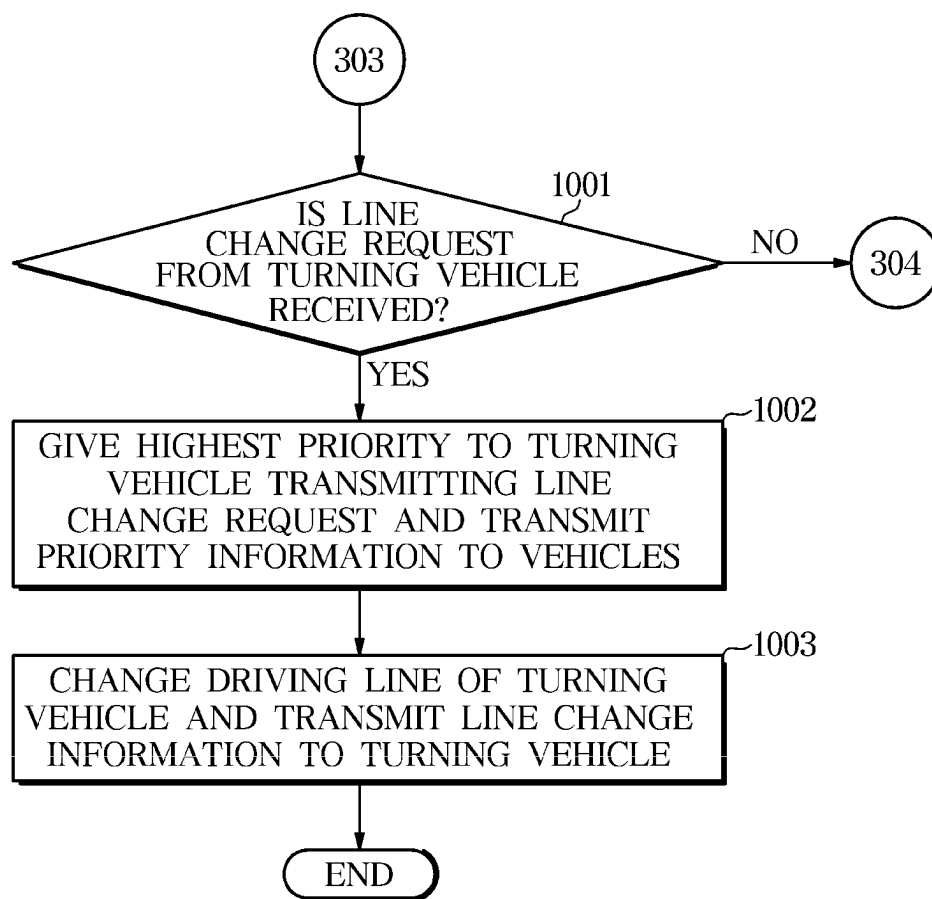 303
1001
IS LINE
CHANGE REQUEST
FROM TURNING VEHICLE
RECEIVED?
NO
304
YES
1002
GIVE HIGHEST PRIORITY TO TURNING
VEHICLE TRANSMITTING LINE
CHANGE REQUEST AND TRANSMIT
PRIORITY INFORMATION TO VEHICLES
1003
CHANGE DRIVING LINE OF TURNING
VEHICLE AND TRANSMIT LINE CHANGE
INFORMATION TO TURNING VEHICLE
END